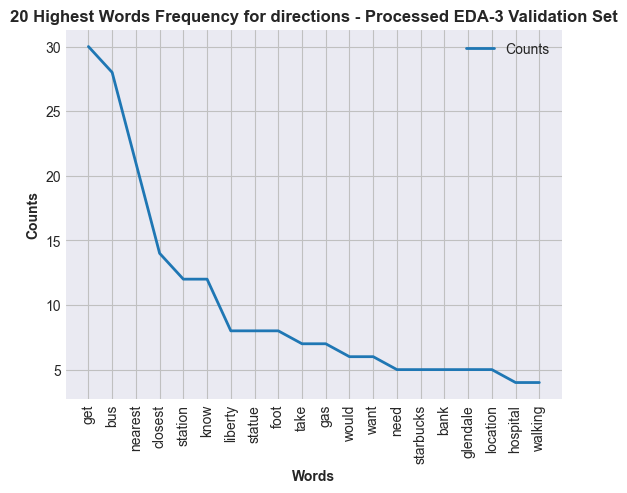 20 Highest Words Frequency for directions - Processed EDA-3 Validation Set
Counts
30
25
20
15
10
5
Counts
get
bus
nearest
closest
station
know
liberty
statue
foot
take
gas
would
want
need
starbucks
bank
glendale
location
hospital
walking
Words